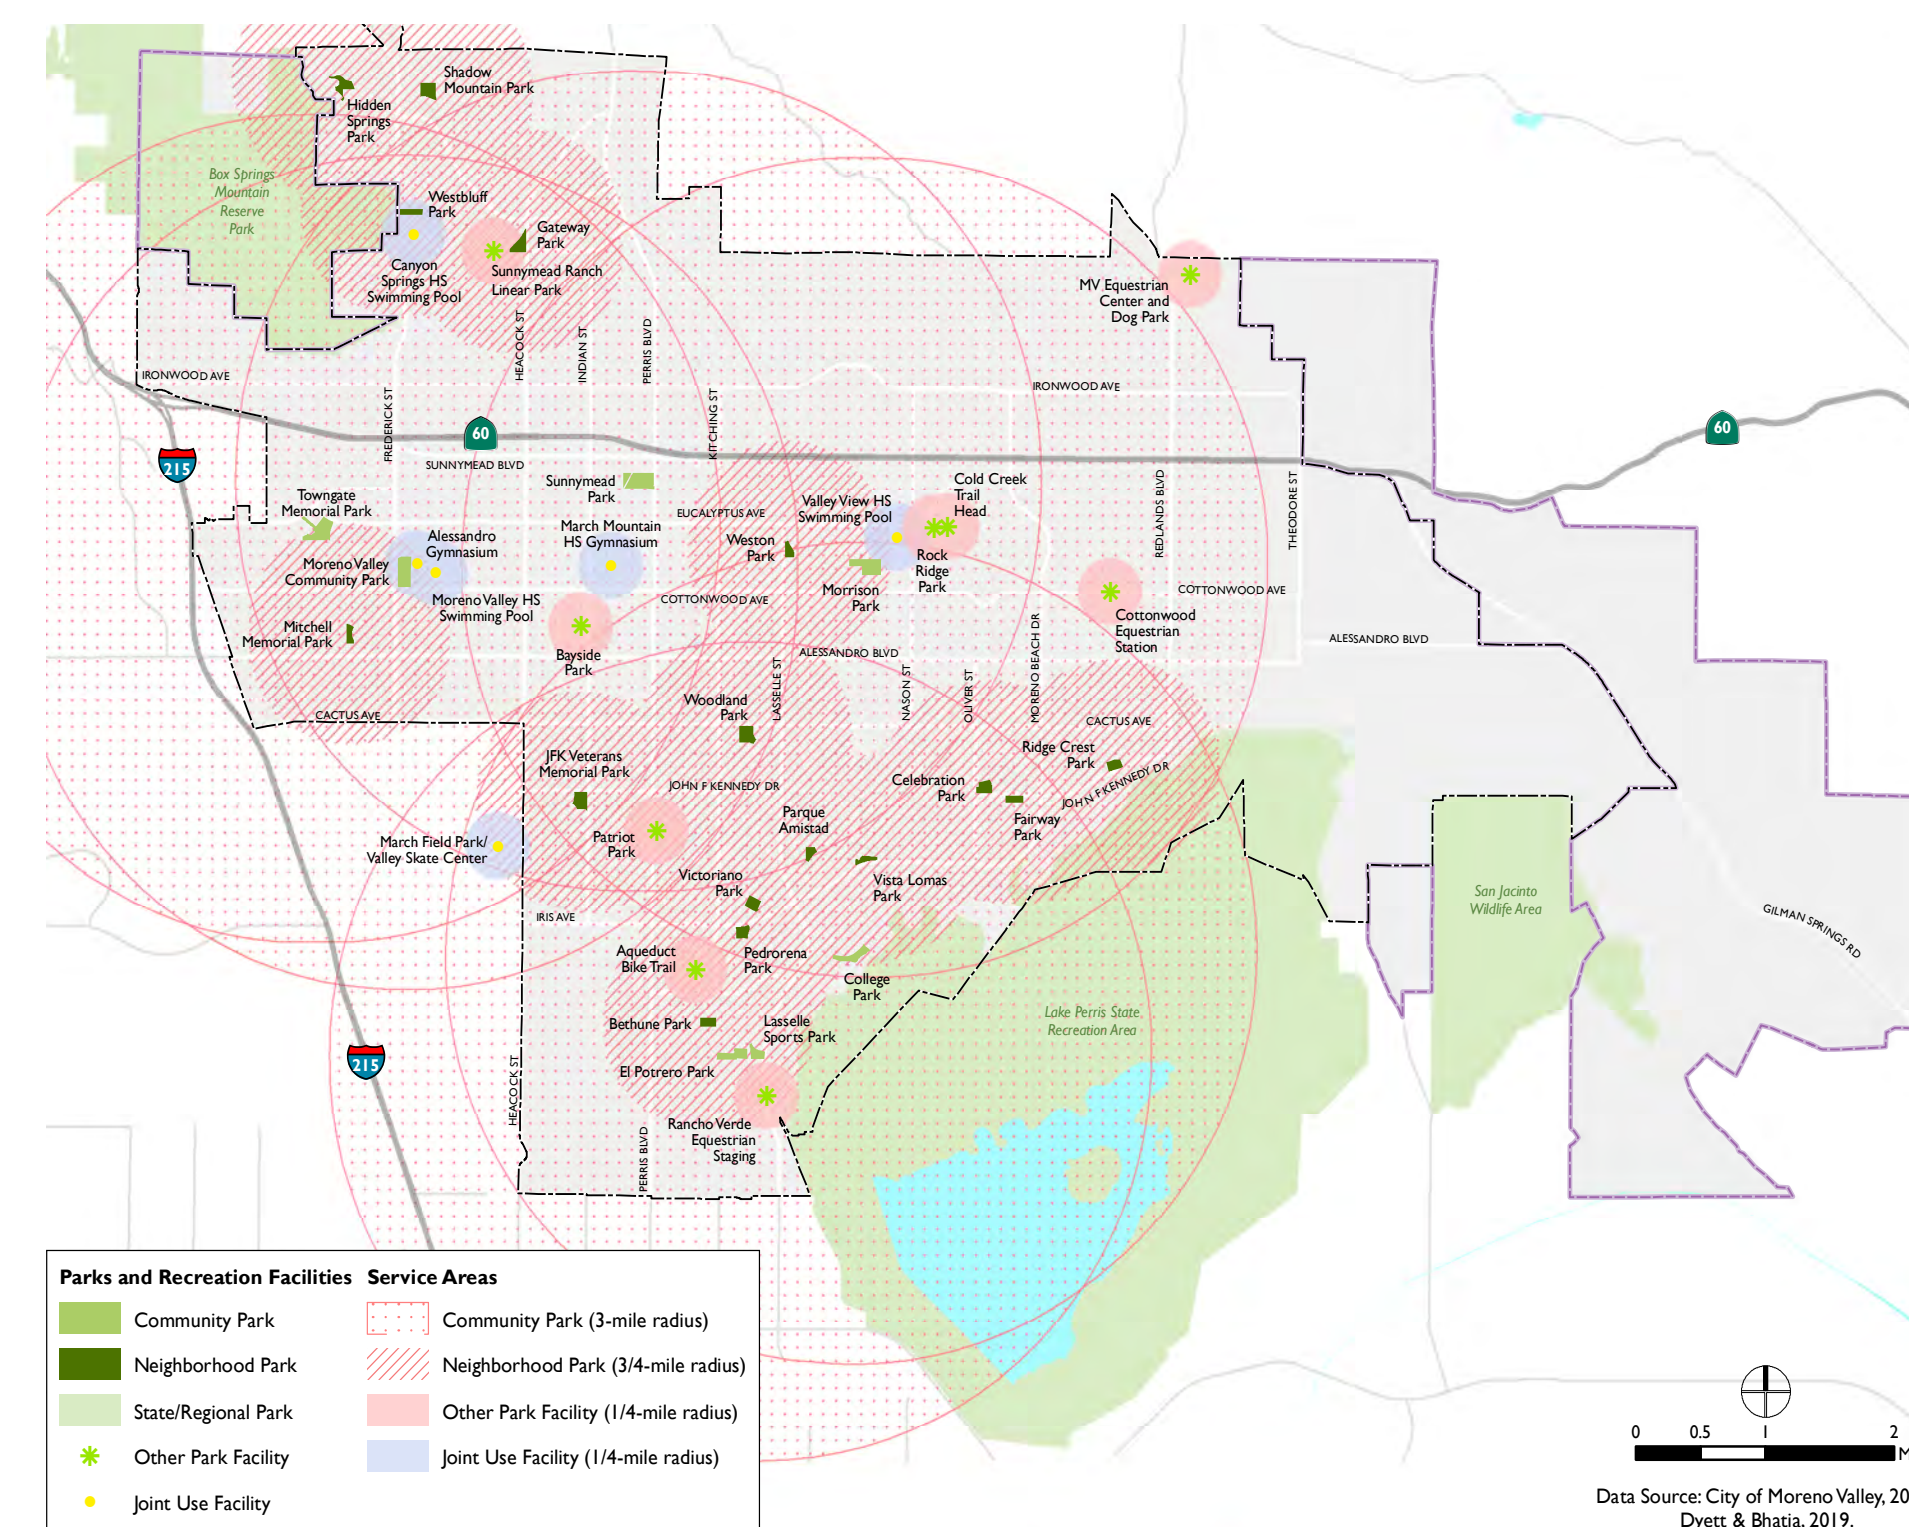 Shadow
Mountain Park
Hidden
Springs
Park
Box Springs
Mountain
Reserve
Park
Westbluff
Park
Gateway
Park
Canyon
Springs HS
Swimming Pool
Sunnymead Ranch
Linear Park
MV Equestrian
Center and
Dog Park
HEACOCK ST
INDIAN ST
PERRIS BLVD
IRONWOOD AVE
IRONWOOD AVE
FREDERICK ST
KITCHING ST
60
60
215
SUNNYMEAD BLVD
Sunnymead
Park
Towngate
Memorial Park
EUCALYPTUS AVE
Valley View HS
Swimming Pool
Cold Creek
Trail
Head
REDLANDS BLVD
THEODORE ST
March Mountain
HS Gymnasium
Alessandro
Gymnasium
Weston
Park
Moreno Valley
Community Park
Rock
Ridge
Park
Morrison
Park
Moreno Valley HS
Swimming Pool
COTTONWOOD AVE
COTTONWOOD AVE
Cottonwood
Equestrian
Station
Mitchell
Memorial Park
Bayside
Park
ALESSANDRO BLVD
ALESSANDRO BLVD
LASSELLE ST
NASON ST
OLIVER ST
MORENO BEACH DR
Woodland
Park
CACTUS AVE
CACTUS AVE
JFK Veterans
Memorial Park
JOHN F KENNEDY DR
Ridge Crest
Park
Celebration
Park
JOHN F KENNEDY DR
Fairway
Park
Parque
Amistad
Patriot
Park
March Field Park/
Valley Skate Center
Victoriano
Park
Vista Lomas
Park
San Jacinto
Wildlife Area
GILMAN SPRINGS RD
IRIS AVE
Aqueduct
Bike Trail
Pedrorena
Park
College
Park
Lake Perris State
Recreation Area
Bethune Park
Lasselle
Sports Park
El Potrero Park
215
HEACOCK ST
Rancho Verde
Equestrian
Staging
PERRIS BLVD
Parks and Recreation Facilities
Community Park
Neighborhood Park
State/Regional Park
Other Park Facility
Joint Use Facility
Service Areas
Community Park (3-mile radius)
Neighborhood Park (3/4-mile radius)
Other Park Facility (1/4-mile radius)
Joint Use Facility (1/4-mile radius)
0 0.5 1 2
M
Data Source: City of Moreno Valley, 20
Dyett & Bhatia, 2019.